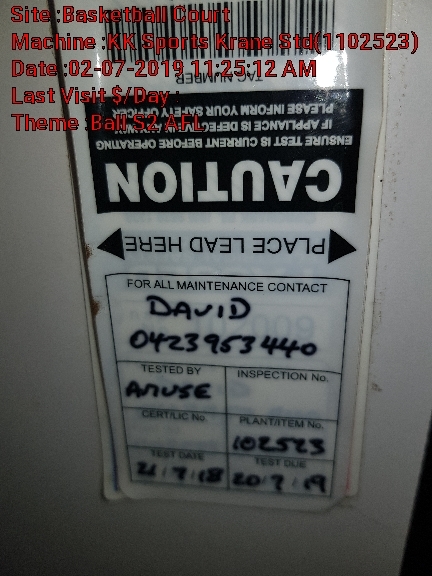 Site :Basketball Court
Machine :KK Sports Krane Std(1102523)
Date :02-07-2019 11:25:12 AM
Last Visit $/Day :
Theme :Ball S2 AFL
TAG NUMBER
PLEASE INFORM YOUR SAFETY OFFICER
IF APPLIANCE IS DEFECTIVE
ENSURE TEST IS CURRENT BEFORE OPERATING
CAUTION
PLACE LEAD HERE
FOR ALL MAINTENANCE CONTACT
DAVID
0423953440
TESTED BY
INSPECTION No.
AMUSE
CERT/LIC No.
PLANT/ITEM No.
102523
TEST DATE
TEST DUE
21/7/18
20/7/19